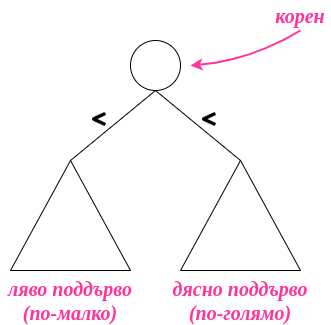 корен
< <
ляво поддърво
(по-малко)
дясно поддърво
(по-голямо)